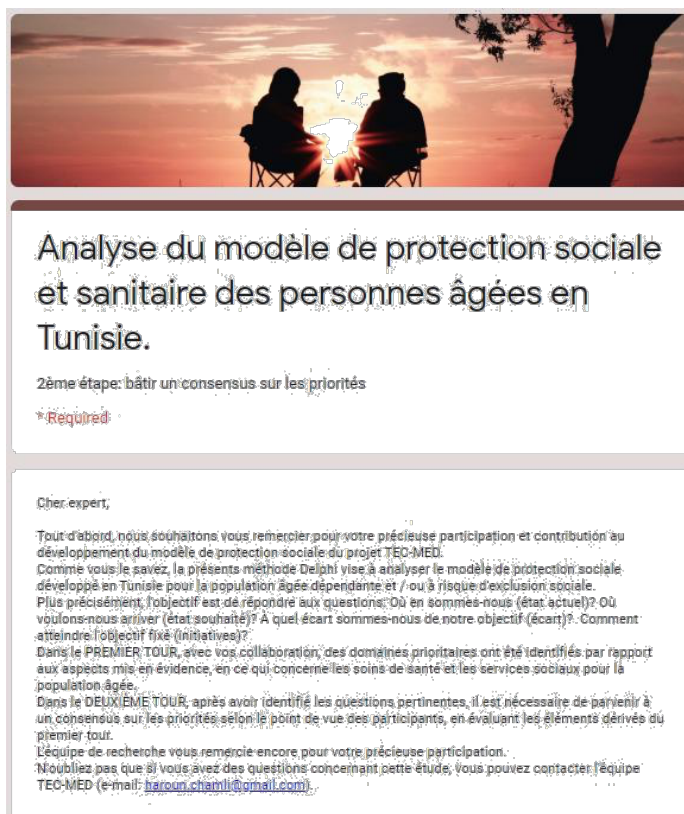 Analyse du modèle de protection sociale
et sanitaire des personnes âgées en
Tunisie.
2ème étape: bâtir un consensus sur les priorités
* Required
Cher expert,
Tout d'abord, nous souhaitons vous remercier pour votre précieuse participation et contribution au
développement du modèle de protection sociale du projet TEC-MED.
Comme vous le savez, la présents méthode Delphi vise à analyser le modèle de protection sociale
développé en Tunisie pour la population âgée dépendante et / ou à risque d'exclusion sociale.
Plus précisément, l'objectif est de répondre aux questions: Où en sommes-nous (état actuel)? Où
voulons-nous arriver (état souhaité)? À quel écart sommes-nous de notre objectif (écart)?. Comment
atteindre l'objectif fixé (initiatives)?
Dans le PREMIER TOUR, avec vos collaboration, des domaines prioritaires ont été identifiés par rapport
aux aspects mis en évidence, en ce qui concerne les soins de santé et les services sociaux pour la
population âgée.
Dans le DEUXIÈME TOUR, après avoir identifié les questions pertinentes, il est nécessaire de parvenir à
un consensus sur les priorités selon le point de vue des participants, en évaluant les éléments dérivés du
premier tour.
L'équipe de recherche vous remercie encore pour votre précieuse participation.
N'oubliez pas que si vous avez des questions concernant cette étude, vous pouvez contacter l'équipe
TEC-MED (e-mail: haroun.chamli@gmail.com).